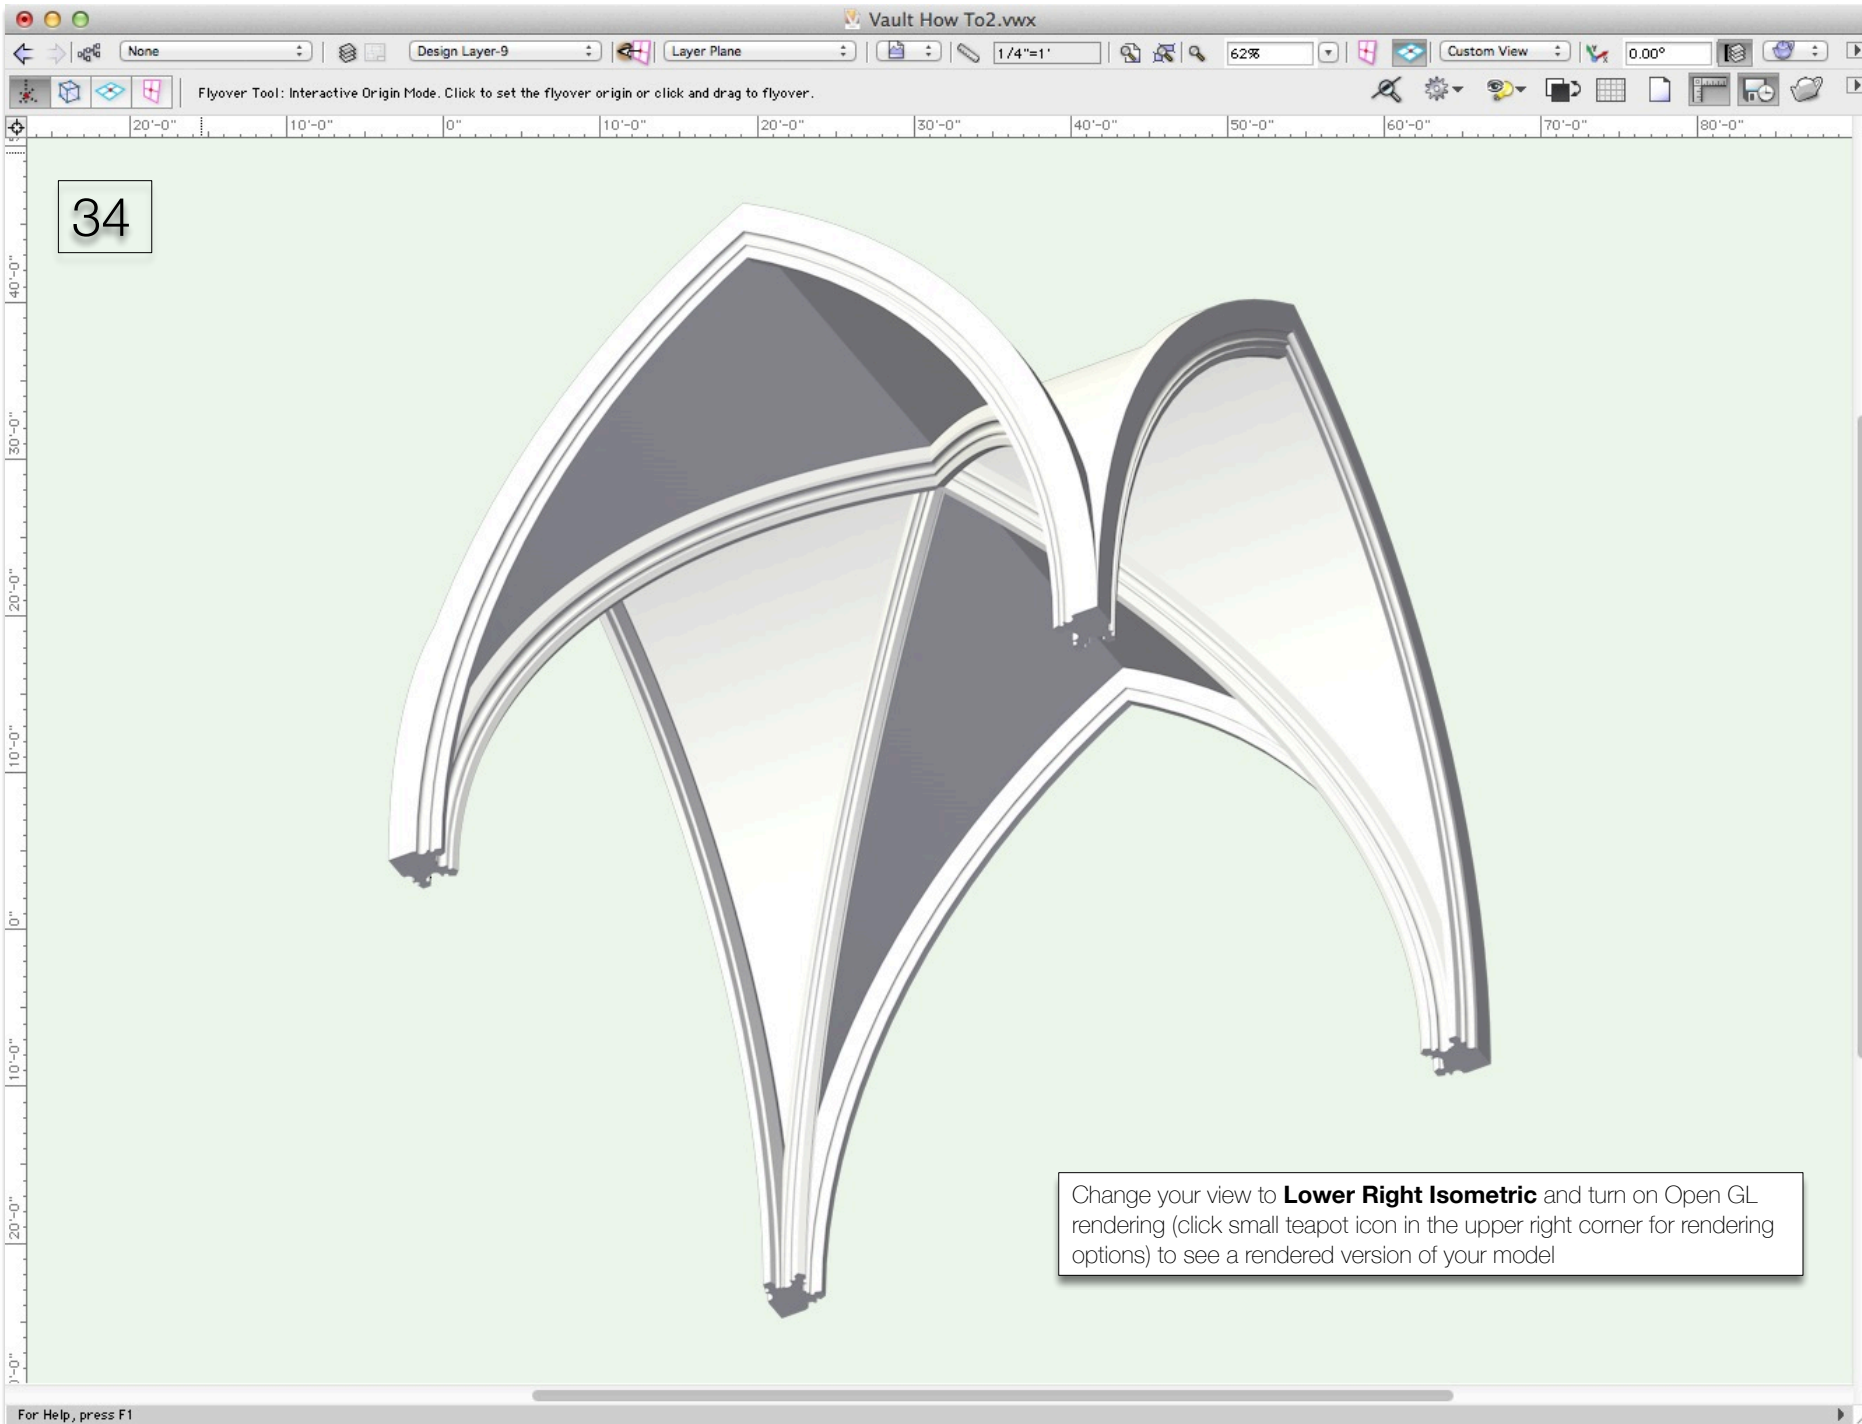 Vault How To2.vwx
None
Design Layer-9
Layer Plane
1/4"=1'
62%
Custom View
0.00°
Flyover Tool: Interactive Origin Mode. Click to set the flyover origin or click and drag to flyover.
20'-0" 10'-0" 0" 10'-0" 20'-0" 30'-0" 40'-0" 50'-0" 60'-0" 70'-0" 80'-0"
34
40'-0"
30'-0"
20'-0"
10'-0"
0"
10'-0"
20'-0"
Change your view to Lower Right Isometric and turn on Open GL
rendering (click small teapot icon in the upper right corner for rendering
options) to see a rendered version of your model
For Help, press F1